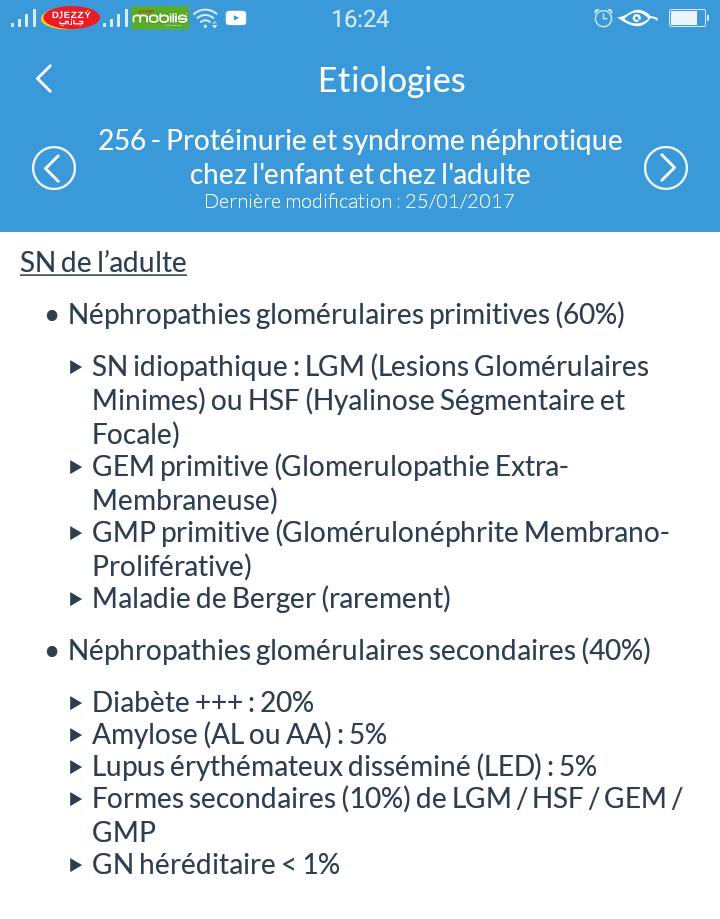 DJEZZY
جازي
mobilis
16:24
Etiologies
256 - Protéinurie et syndrome néphrotique
chez l'enfant et chez l'adulte
Dernière modification : 25/01/2017
SN de l’adulte
• Néphropathies glomérulaires primitives (60%)
▸ SN idiopathique : LGM (Lesions Glomérulaires
Minimes) ou HSF (Hyalinose Ségmentaire et
Focale)
▸ GEM primitive (Glomerulopathie Extra-
Membraneuse)
▸ GMP primitive (Glomérulonéphrite Membrano-
Proliférative)
▸ Maladie de Berger (rarement)
• Néphropathies glomérulaires secondaires (40%)
▸ Diabète +++ : 20%
▸ Amylose (AL ou AA) : 5%
▸ Lupus érythémateux disséminé (LED) : 5%
▸ Formes secondaires (10%) de LGM / HSF / GEM /
GMP
▸ GN héréditaire < 1%